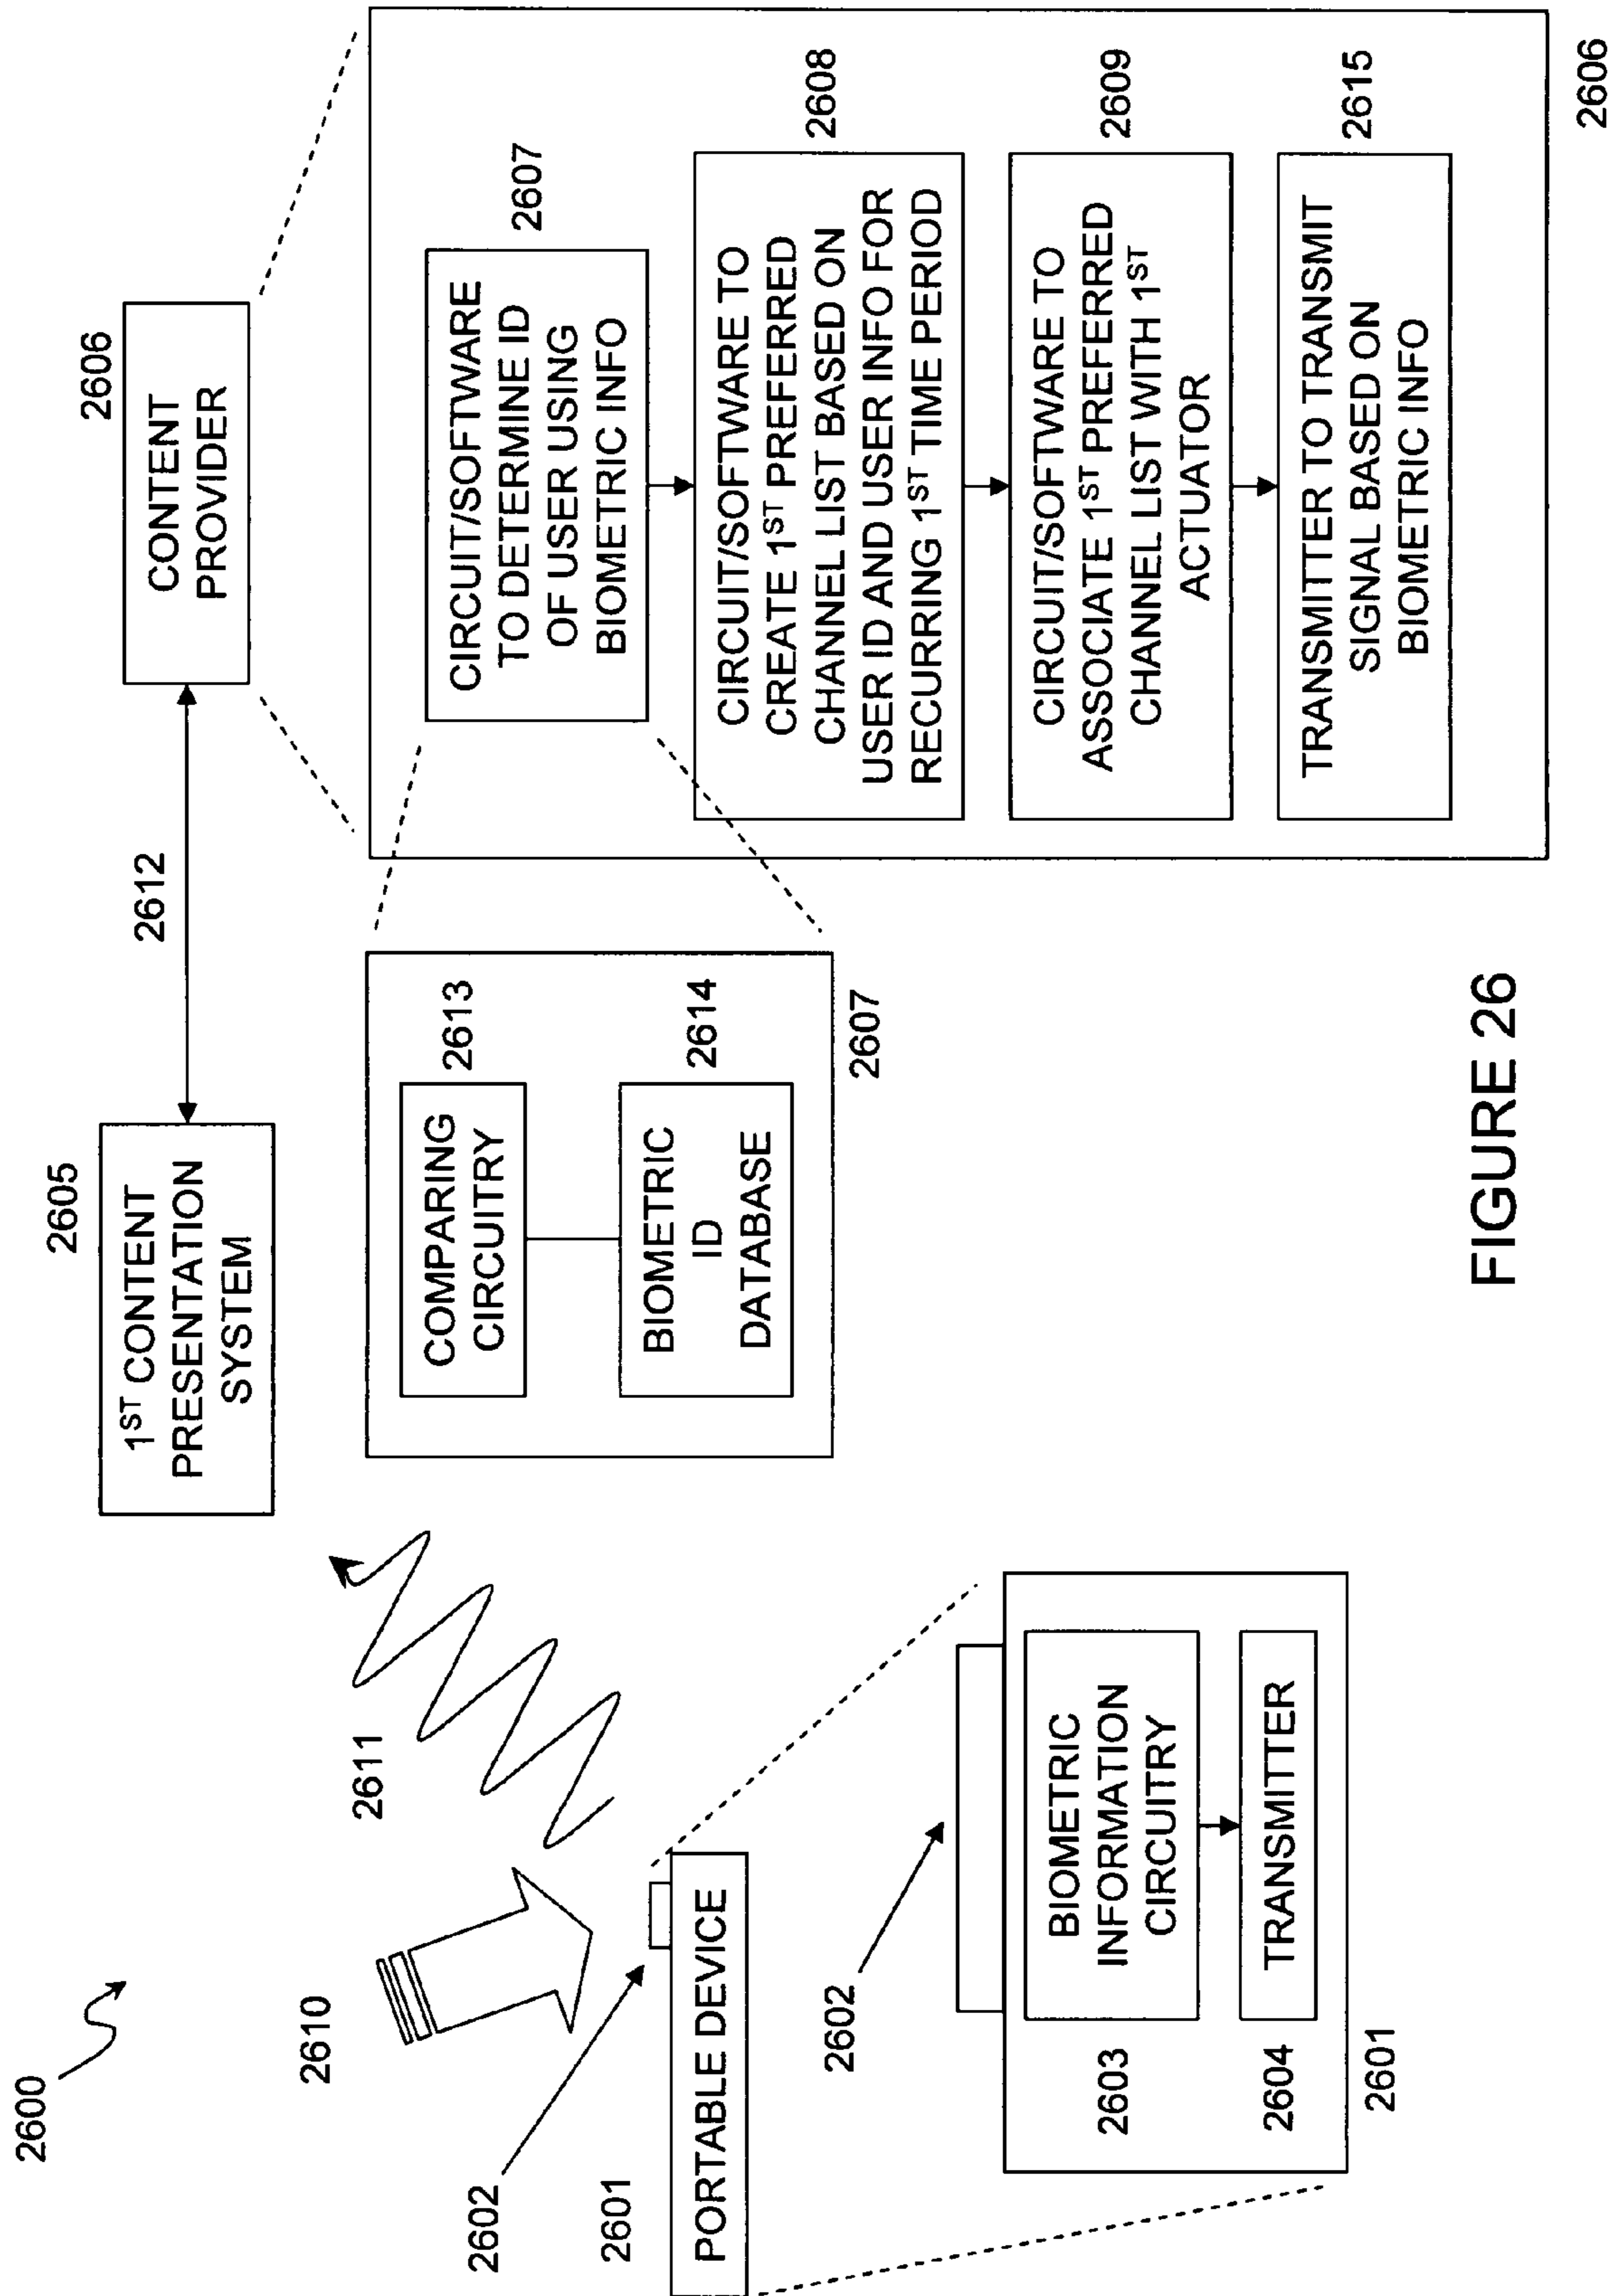 2600
2605
1ST CONTENT
PRESENTATION
SYSTEM
2612
2606
CONTENT
PROVIDER
2610
2611
2602
2601
PORTABLE DEVICE
2602
2603
BIOMETRIC
INFORMATION
CIRCUITRY
2604
TRANSMITTER
2601
COMPARING
CIRCUITRY
2613
BIOMETRIC
ID
DATABASE
2614
2607
2607
CIRCUIT/SOFTWARE
TO DETERMINE ID
OF USER USING
BIOMETRIC INFO
2608
CIRCUIT/SOFTWARE TO
CREATE 1ST PREFERRED
CHANNEL LIST BASED ON
USER ID AND USER INFO FOR
RECURRING 1ST TIME PERIOD
2609
CIRCUIT/SOFTWARE TO
ASSOCIATE 1ST PREFERRED
CHANNEL LIST WITH 1ST
ACTUATOR
2615
TRANSMITTER TO TRANSMIT
SIGNAL BASED ON
BIOMETRIC INFO
2606
FIGURE 26